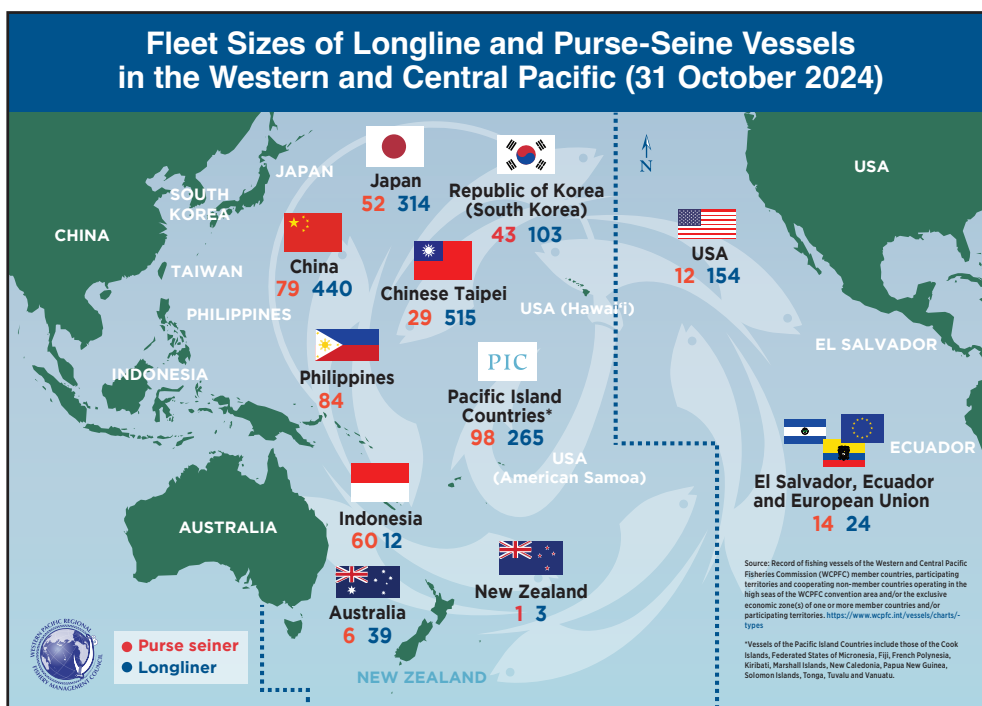 Fleet Sizes of Longline and Purse-Seine Vessels
in the Western and Central Pacific (31 October 2024)
JAPAN
Japan
52 314
N
USA
SOUTH
KOREA
Republic of Korea
(South Korea)
43 103
CHINA
China
79 440
USA
12 154
TAIWAN
Chinese Taipei
29 515
PHILIPPINES
USA (Hawai‘i)
INDONESIA
Philippines
84
PIC
Pacific Island
Countries*
98 265
EL SALVADOR
ECUADOR
USA
(American Samoa)
El Salvador, Ecuador
and European Union
14 24
AUSTRALIA
Indonesia
60 12
New Zealand
1 3
Australia
6 39
NEW ZEALAND
Source: Record of fishing vessels of the Western and Central Pacific
Fisheries Commission (WCPFC) member countries, participating
territories and cooperating non-member countries operating in the
high seas of the WCPFC convention area and/or the exclusive
economic zone(s) of one or more member countries and/or
participating territories. https://www.wcpfc.int/vessels/charts/-
types
*Vessels of the Pacific Island Countries include those of the Cook
Islands, Federated States of Micronesia, Fiji, French Polynesia,
Kiribati, Marshall Islands, New Caledonia, Papua New Guinea,
Solomon Islands, Tonga, Tuvalu and Vanuatu.
WESTERN PACIFIC REGIONAL
FISHERY MANAGEMENT COUNCIL
Purse seiner
Longliner